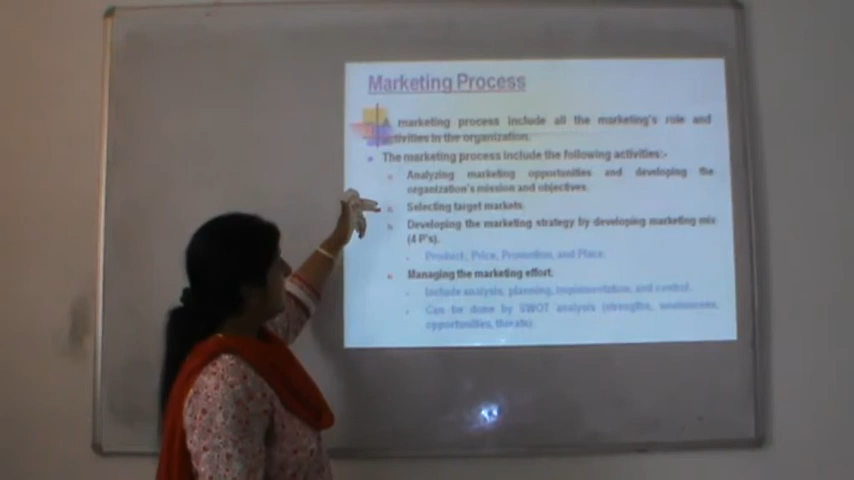 Marketing Process
A marketing process include all the marketing's role and
activities in the organization.
The marketing process include the following activities:-
Analyzing marketing opportunities and developing the
organization's mission and objectives.
Selecting target markets.
Developing the marketing strategy by developing marketing mix
(4 P's).
Product, Price, Promotion, and Place.
Managing the marketing effort.
Include analysis, planning, implementation, and control.
Can be done by SWOT analysis (strengths, weaknesses,
opportunities, threats).